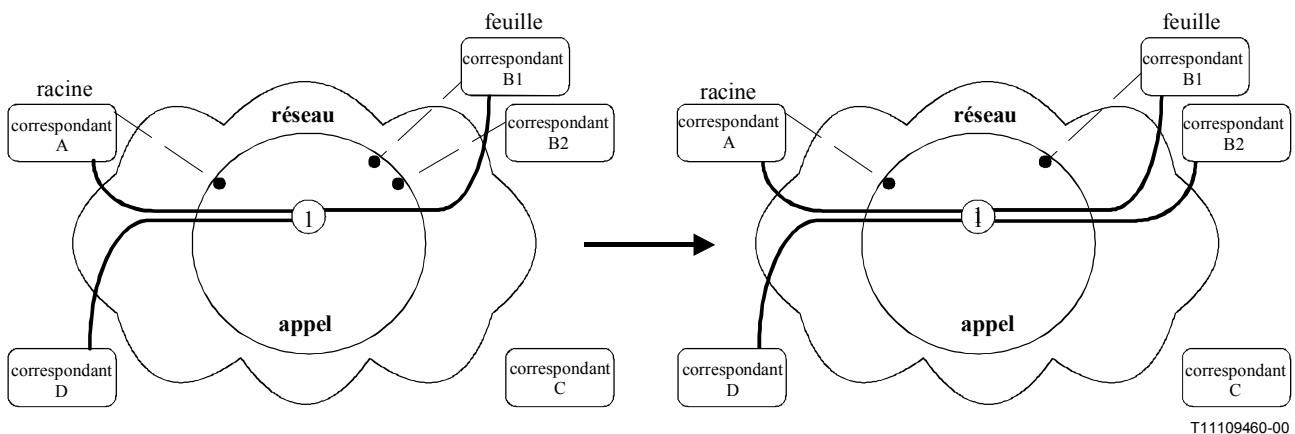 feuille
correspondant
B1
racine
correspondant
A
réseau
correspondant
B2
1
appel
correspondant
D
correspondant
C
feuille
correspondant
B1
racine
correspondant
A
réseau
correspondant
B2
1
appel
correspondant
D
correspondant
C
T11109460-00